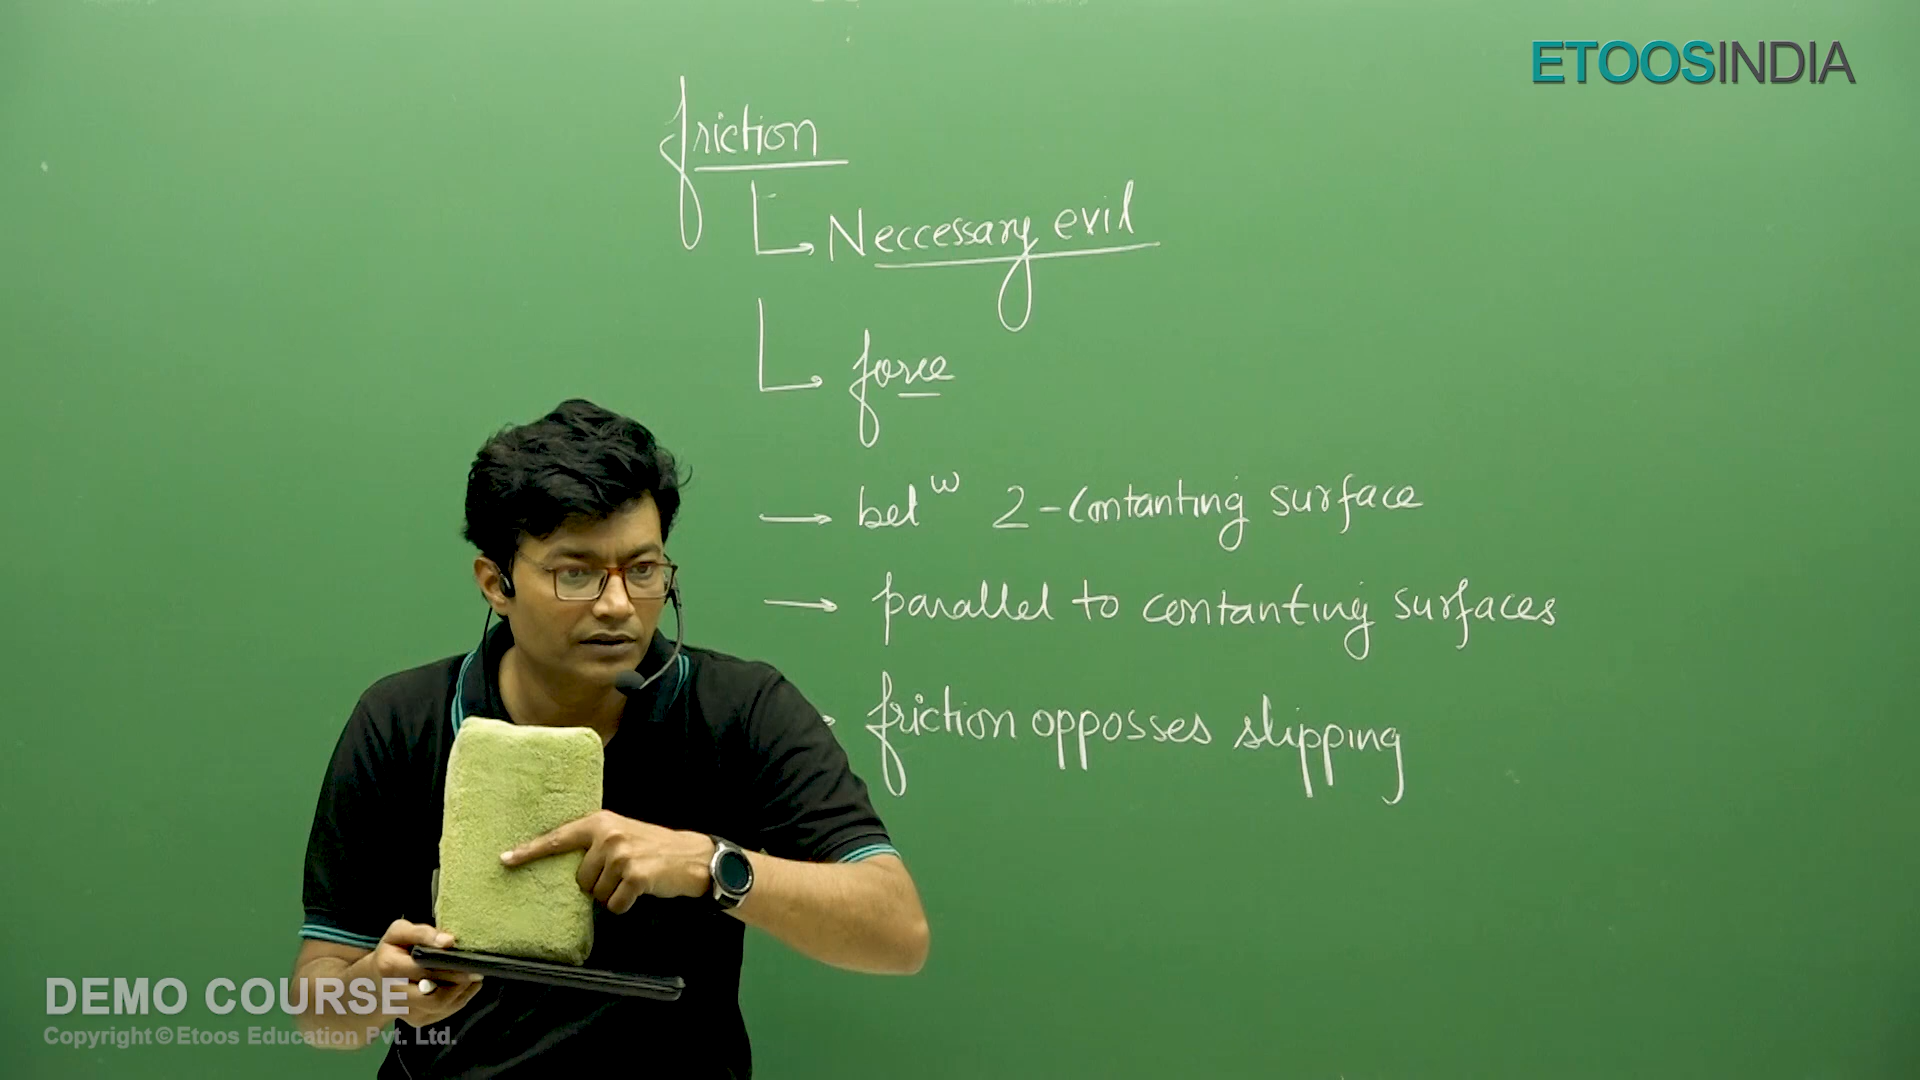 ETOOSINDIA
friction
Neccessary evil
force
betw 2-Contanting surface
parallel to contanting surfaces
friction opposses slipping
DEMO COURSE
Copyright © Etoos Education Pvt. Ltd.